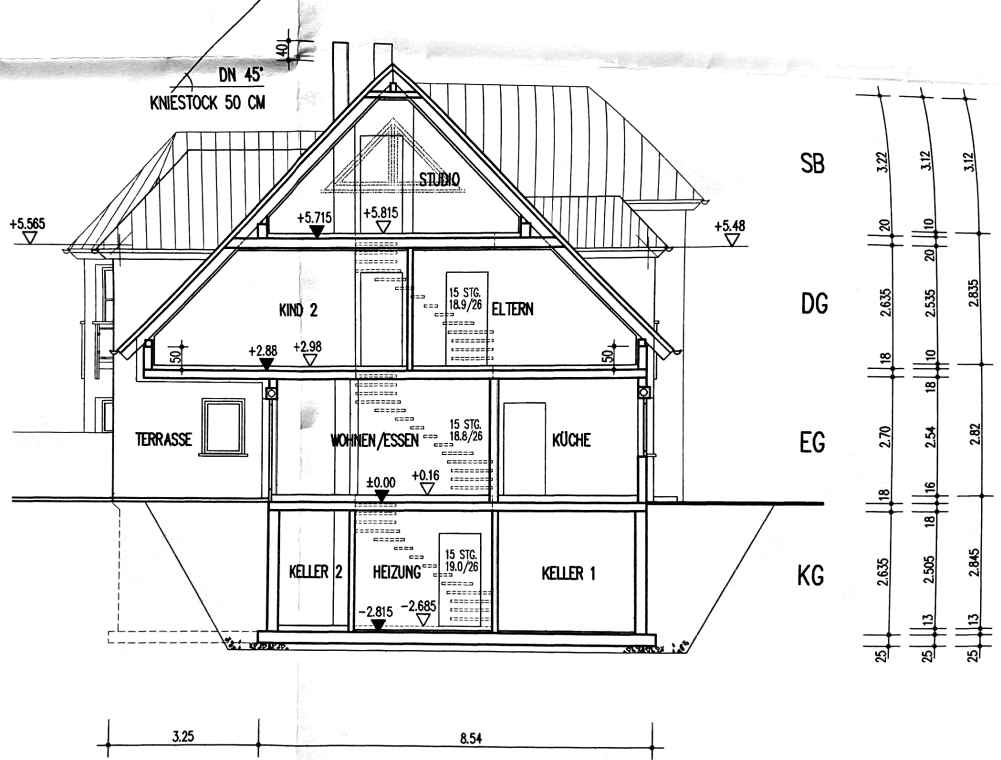 40
DN 45°
KNIESTOCK 50 CM
SB
3.22
3.12
3.12
STUDIO
+5.565
+5.715
+5.815
+5.48
20
10
20
KIND 2
15 STG.
18.9/26
ELTERN
DG
2.635
2.535
2.835
50
+2.88
+2.98
50
18
10
18
TERRASSE
WOHNEN/ESSEN
15 STG.
18.8/26
KÜCHE
EG
2.70
2.54
2.82
±0.00
+0.16
18
16
18
KELLER 2
HEIZUNG
15 STG.
19.0/26
KELLER 1
KG
2.635
2.505
2.845
-2.815
-2.685
13
13
25
25
25
3.25
8.54